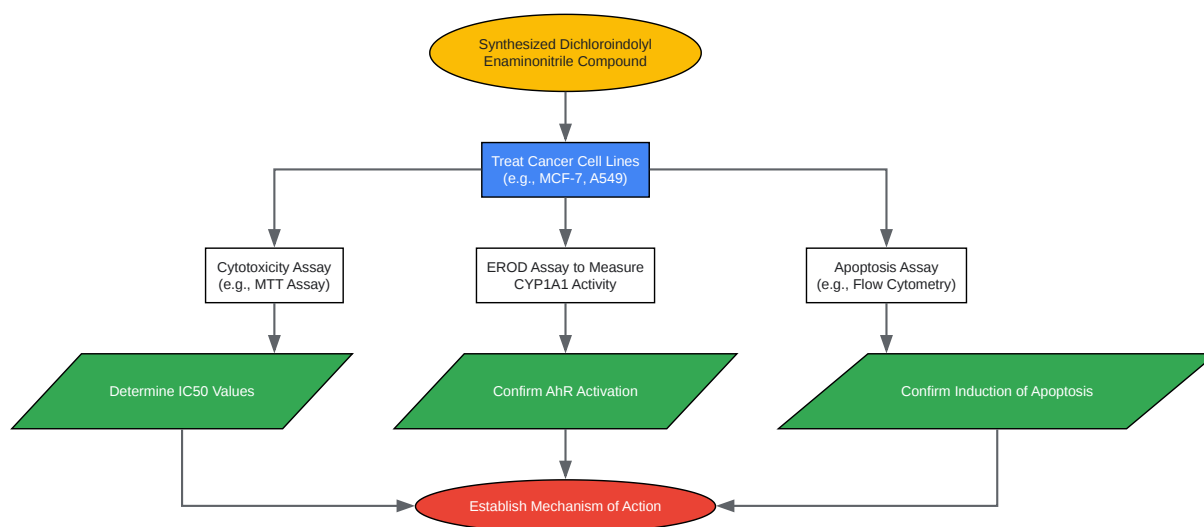 Synthesized Dichloroindolyl
Enaminonitrile Compound
Treat Cancer Cell Lines
(e.g., MCF-7, A549)
Cytotoxicity Assay
(e.g., MTT Assay)
EROD Assay to Measure
CYP1A1 Activity
Apoptosis Assay
(e.g., Flow Cytometry)
Determine IC50 Values
Confirm AhR Activation
Confirm Induction of Apoptosis
Establish Mechanism of Action